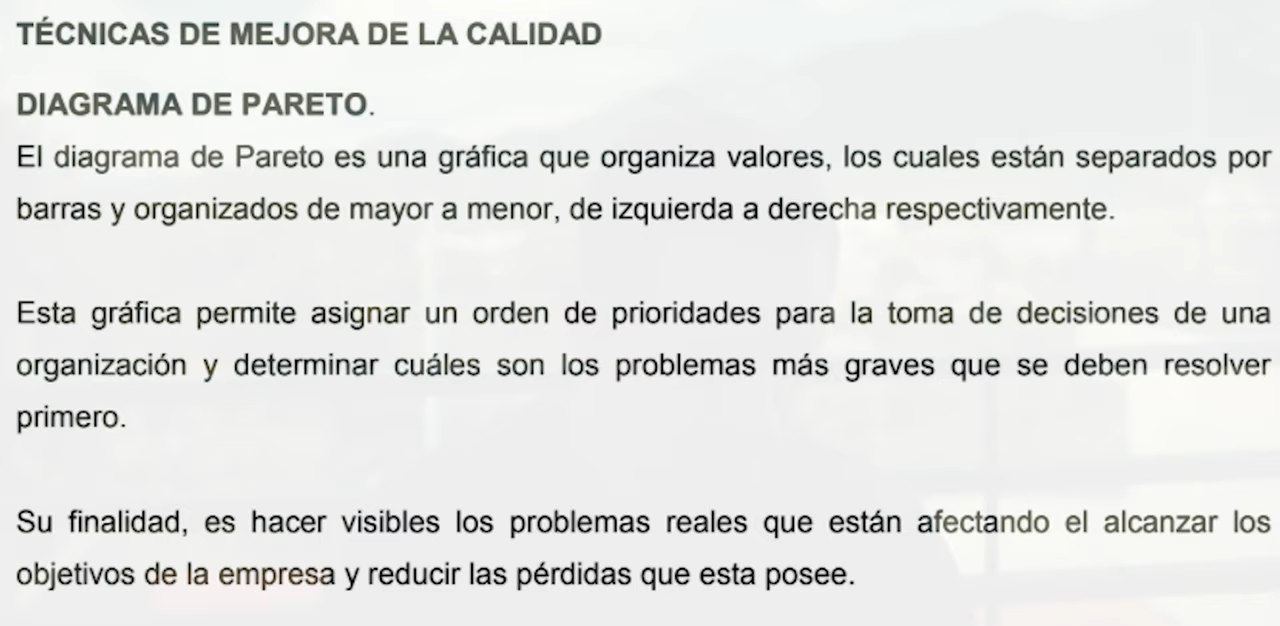 TÉCNICAS DE MEJORA DE LA CALIDAD
DIAGRAMA DE PARETO.
El diagrama de Pareto es una gráfica que organiza valores, los cuales están separados por
barras y organizados de mayor a menor, de izquierda a derecha respectivamente.
Esta gráfica permite asignar un orden de prioridades para la toma de decisiones de una
organización y determinar cuáles son los problemas más graves que se deben resolver
primero.
Su finalidad, es hacer visibles los problemas reales que están afectando el alcanzar los
objetivos de la empresa y reducir las pérdidas que esta posee.